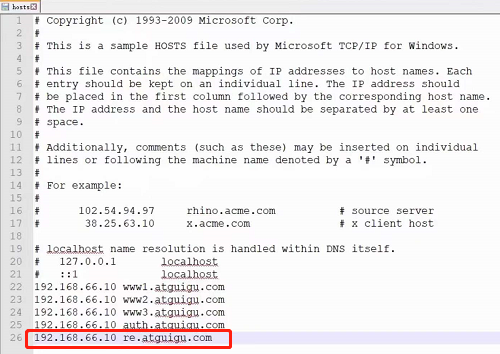 hosts
1 # Copyright (c) 1993-2009 Microsoft Corp.
2 #
3 # This is a sample HOSTS file used by Microsoft TCP/IP for Windows.
4 #
5 # This file contains the mappings of IP addresses to host names. Each
6 # entry should be kept on an individual line. The IP address should
7 # be placed in the first column followed by the corresponding host name.
8 # The IP address and the host name should be separated by at least one
9 # space.
10 #
11 # Additionally, comments (such as these) may be inserted on individual
12 # lines or following the machine name denoted by a '#' symbol.
13 #
14 # For example:
15 #
16 # 102.54.94.97 rhino.acme.com # source server
17 # 38.25.63.10 x.acme.com # x client host
18
19 # localhost name resolution is handled within DNS itself.
20 # 127.0.0.1 localhost
21 # ::1 localhost
22 192.168.66.10 www1.atguigu.com
23 192.168.66.10 www2.atguigu.com
24 192.168.66.10 www3.atguigu.com
25 192.168.66.10 auth.atguigu.com
26 192.168.66.10 re.atguigu.com